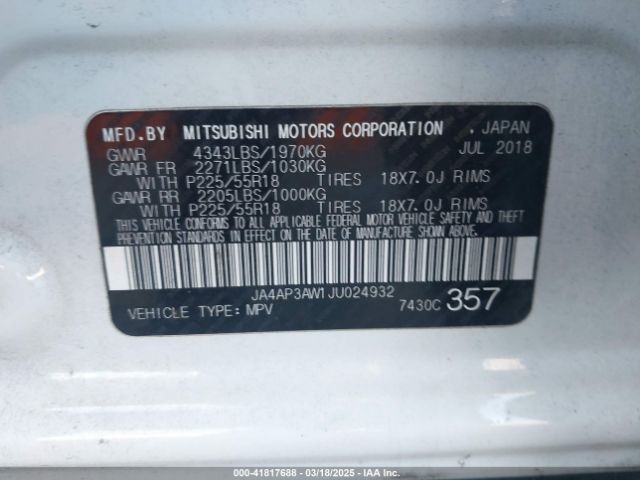 MFD.BY MITSUBISHI MOTORS CORPORATION , JAPAN
GVWR 4343LBS/1970KG JUL 2018
GAWR FR 2271LBS/1030KG
WITH P225/55R18 TIRES 18X7.0J RIMS
GAWR RR 2205LBS/1000KG
WITH P225/55R18 TIRES 18X7.0J RIMS
THIS VEHICLE CONFORMS TO ALL APPLICABLE FEDERAL MOTOR VEHICLE SAFETY AND THEFT
PREVENTION STANDARDS IN EFFECT ON THE DATE OF MANUFACTURE SHOWN ABOVE.
JA4AP3AW1JU024932
VEHICLE TYPE: MPV 7430C 357
000-41817688 - 03/18/2025 - IAA Inc.